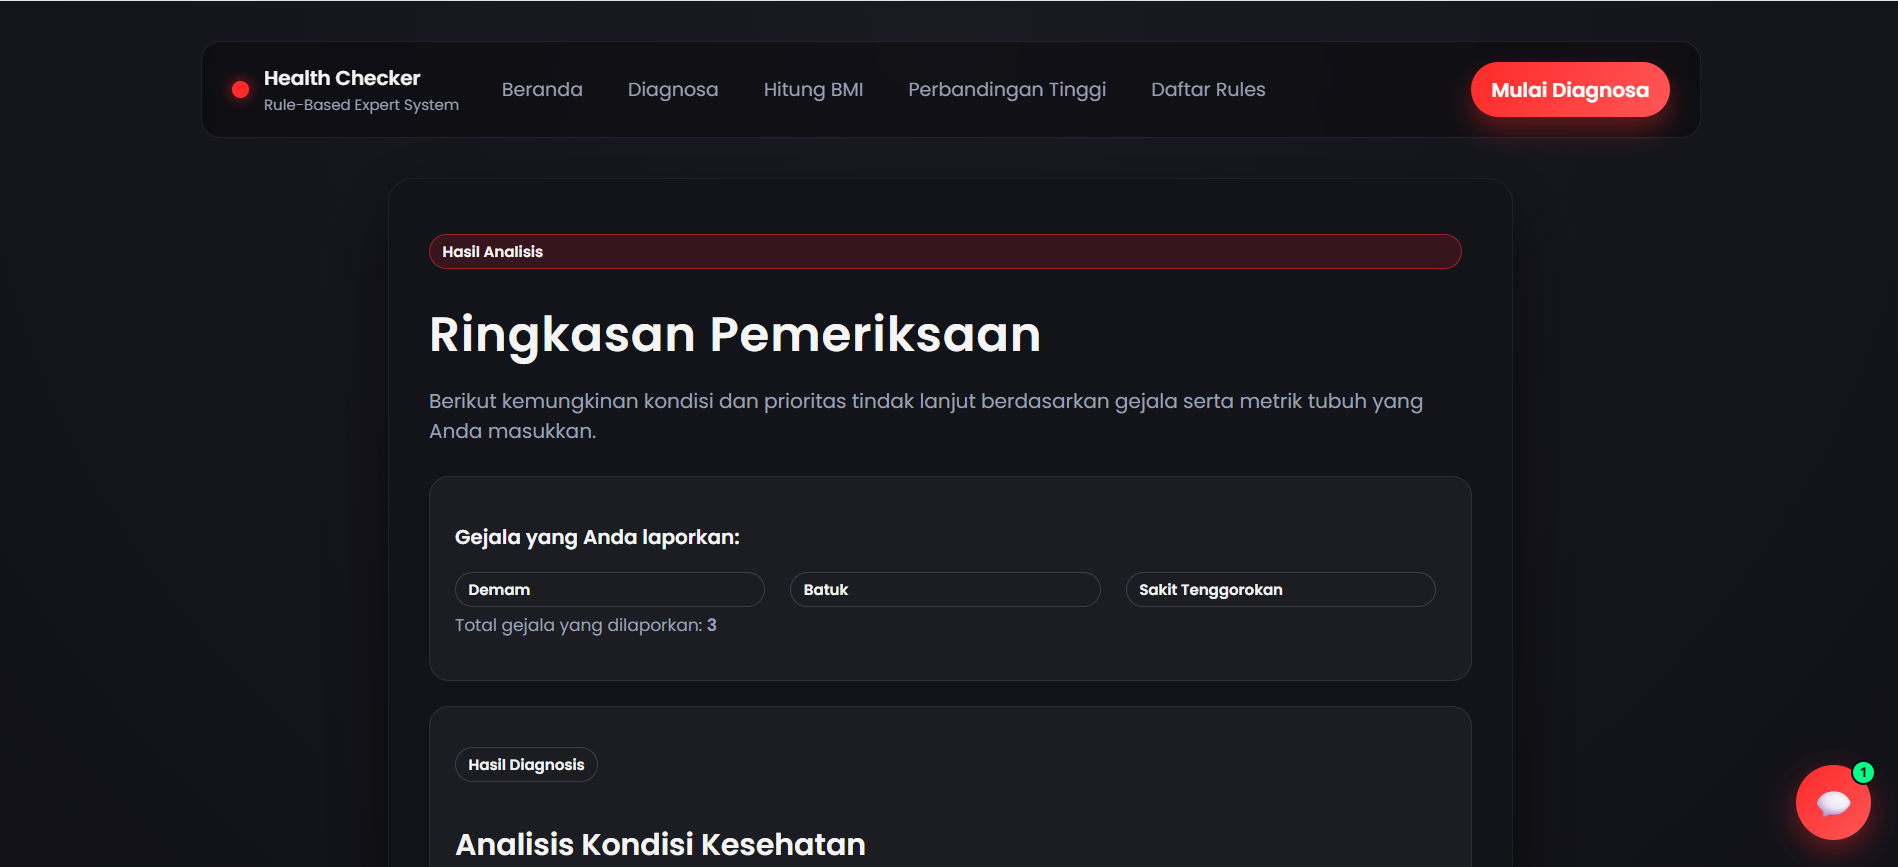 Health Checker
Rule-Based Expert System
Beranda
Diagnosa
Hitung BMI
Perbandingan Tinggi
Daftar Rules
Mulai Diagnosa
Hasil Analisis
Ringkasan Pemeriksaan
Berikut kemungkinan kondisi dan prioritas tindak lanjut berdasarkan gejala serta metrik tubuh yang
Anda masukkan.
Gejala yang Anda laporkan:
Demam
Batuk
Sakit Tenggorokan
Total gejala yang dilaporkan: 3
Hasil Diagnosis
Analisis Kondisi Kesehatan
1